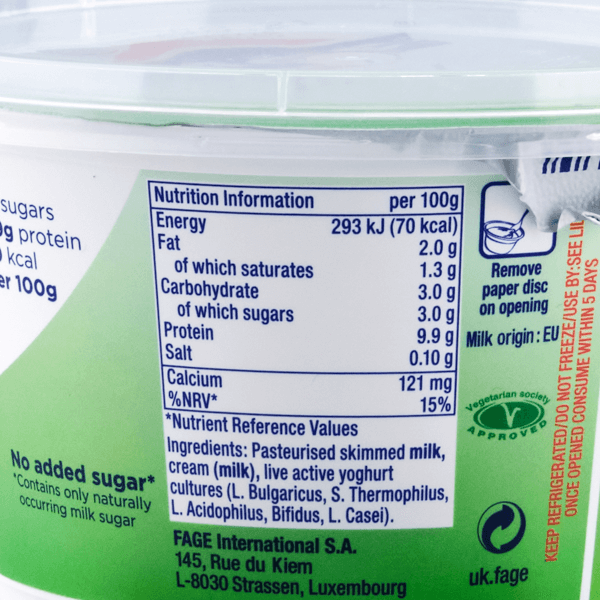 sugars
g protein
kcal
er 100g
Nutrition Information per 100g
Energy 293 kJ (70 kcal)
Fat 2.0 g
of which saturates 1.3 g
Carbohydrate 3.0 g
of which sugars 3.0 g
Protein 9.9 g
Salt 0.10 g
Calcium 121 mg
%NRV* 15%
*Nutrient Reference Values
Ingredients: Pasteurised skimmed milk,
cream (milk), live active yoghurt
cultures (L. Bulgaricus, S. Thermophilus,
L. Acidophilus, Bifidus, L. Casei).
FAGE International S.A.
145, Rue du Kiem
L-8030 Strassen, Luxembourg
No added sugar*
*Contains only naturally
occurring milk sugar
Remove
paper disc
on opening
Milk origin: EU
Vegetarian society
V
APPROVED
uk.fage
KEEP REFRIGERATED/DO NOT FREEZE/USE BY:SEE LI
ONCE OPENED CONSUME WITHIN 5 DAYS